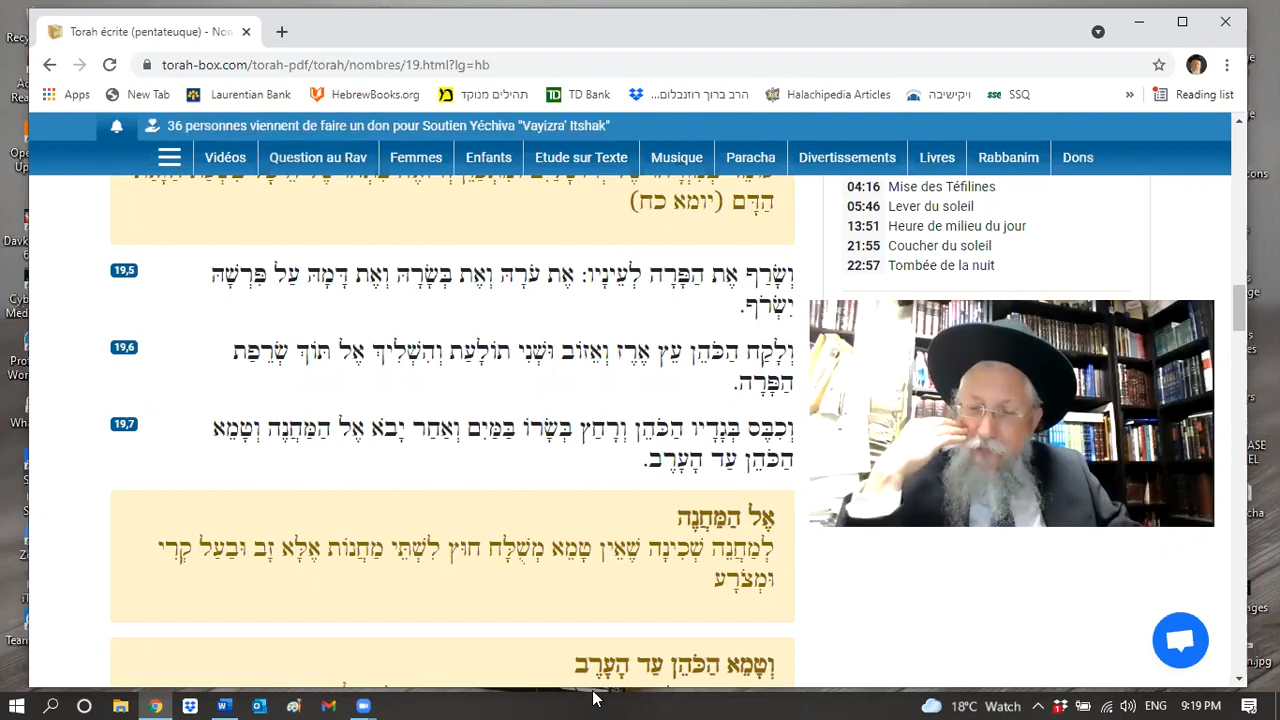 Torah écrite (pentateuque) - Non
torah-box.com/torah-pdf/torah/nombres/19.html?lg=hb
Apps New Tab Laurentian Bank HebrewBooks.org תהילים מנוקד TD Bank הרב ברוך רוזנבלום... Halachipedia Articles ויקישיבה SSQ » Reading list
36 personnes viennent de faire un don pour Soutien Yéchiva "Vayizra' Itshak"
Vidéos Question au Rav Femmes Enfants Etude sur Texte Musique Paracha Divertissements Livres Rabbanim Dons
הַדָּם (יומא כח)
04:16 Mise des Téfilines
05:46 Lever du soleil
13:51 Heure de milieu du jour
21:55 Coucher du soleil
22:57 Tombée de la nuit
19,5
וְשָׂרַף אֶת הַפָּרָה לְעֵינָיו: אֶת עֹרָהּ וְאֶת בְּשָׂרָהּ וְאֶת דָּמָהּ עַל פִּרְשָׁהּ
יִשְׂרֹף.
19,6
וְלָקַח הַכֹּהֵן עֵץ אֶרֶז וְאֵזוֹב וּשְׁנִי תוֹלָעַת וְהִשְׁלִיךְ אֶל תּוֹךְ שְׂרֵפַת
הַפָּרָה.
19,7
וְכִבֶּס בְּגָדָיו הַכֹּהֵן וְרָחַץ בְּשָׂרוֹ בַּמַּיִם וְאַחַר יָבֹא אֶל הַמַּחֲנֶה וְטָמֵא
הַכֹּהֵן עַד הָעָרֶב.
אֶל הַמַּחֲנֶה
לְמַחֲנֵה שְׁכִינָה שֶׁאֵין טָמֵא מְשֻׁלָּח חוּץ לִשְׁתֵּי מַחֲנוֹת אֶלָּא זָב וּבַעַל קְרִי
וּמְצֹרָע
וְטָמֵא הַכֹּהֵן עַד הָעָרֶב
18°C Watch
ENG
9:19 PM